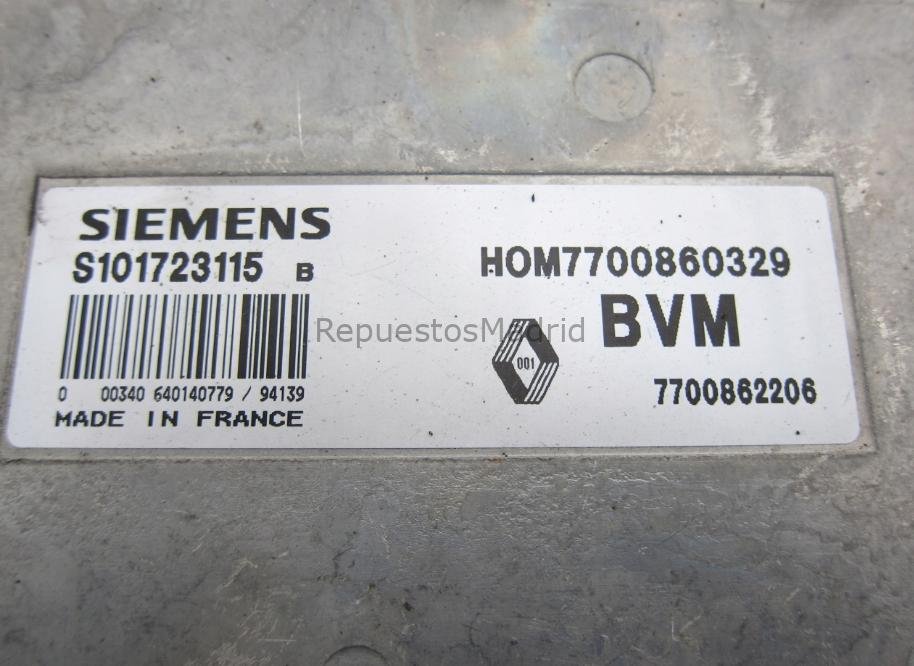 SIEMENS
S101723115 B
0 00340 640140779 / 94139
MADE IN FRANCE
HOM7700860329
BVM
001
7700862206
RepuestosMadrid